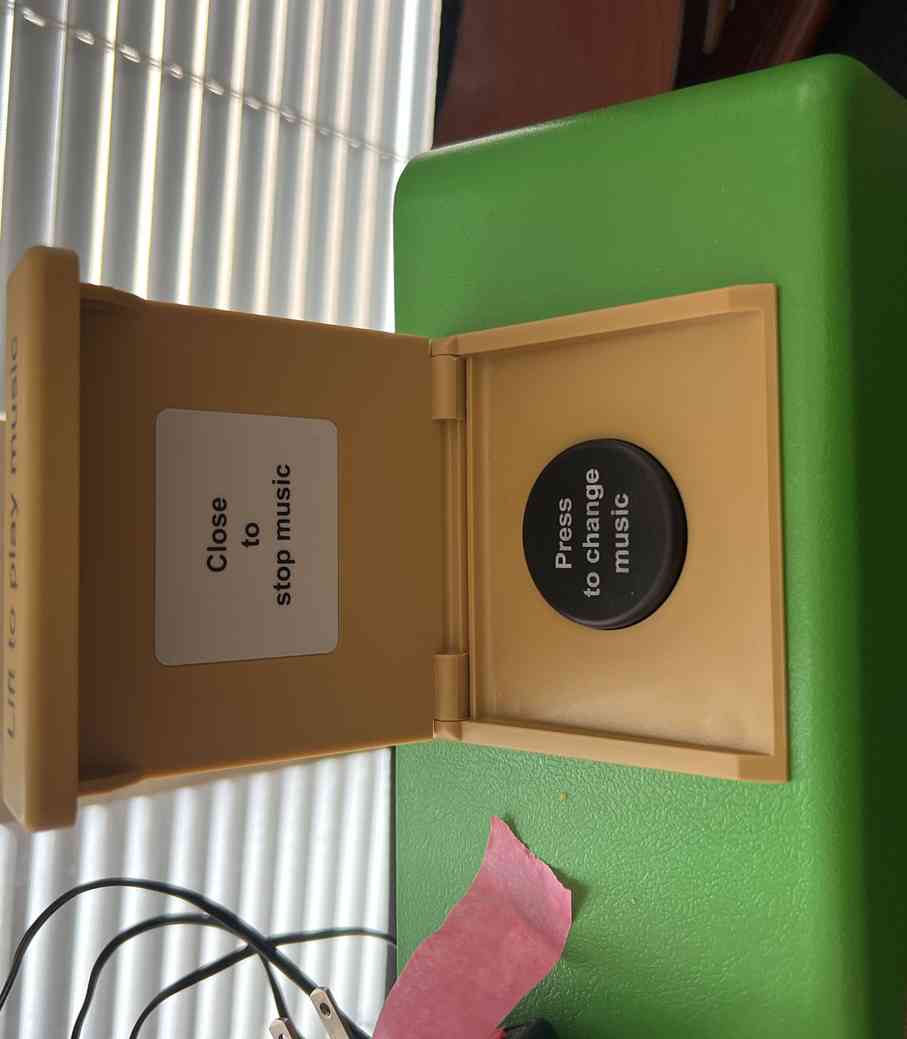 Lift to play music
Close
to
stop music
Press
to change
music